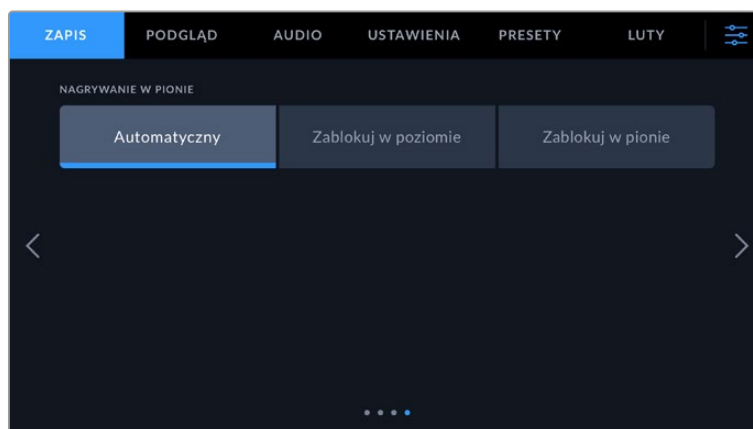 ZAPIS PODGLĄD AUDIO USTAWIENIA PRESETY LUTY
NAGRYWANIE W PIONIE
Automatyczny Zablokuj w poziomie Zablokuj w pionie